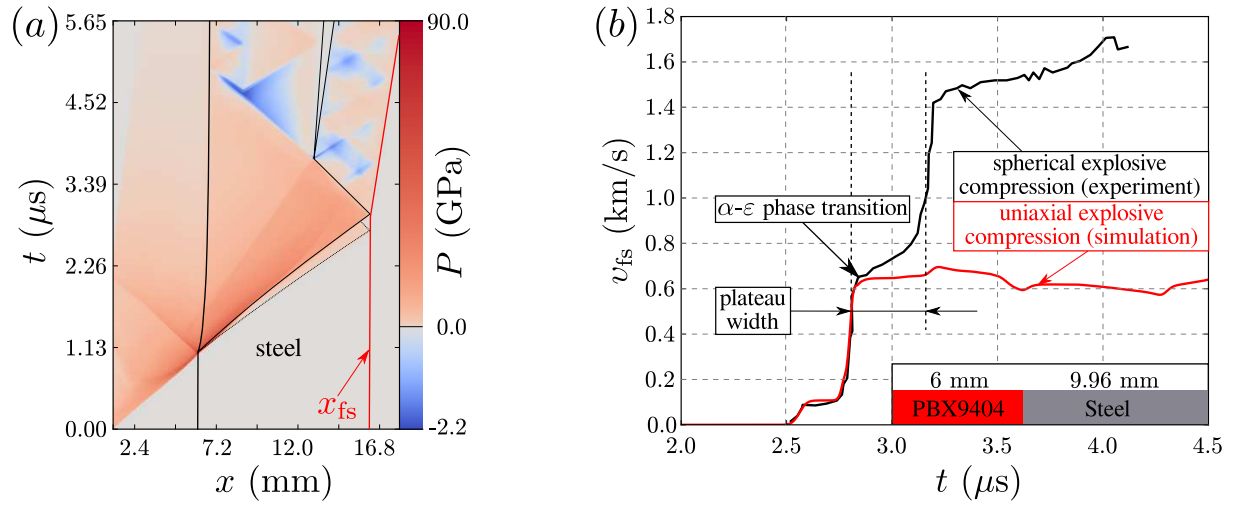 (a)
5.65
4.52
3.39
2.26
1.13
0.00
t (μs)
2.4
7.2
12.0
16.8
x (mm)
steel
x_fs
90.0
0.0
-2.2
P (GPa)
(b)
1.8
1.6
1.4
1.2
1.0
0.8
0.6
0.4
0.2
0.0
v_fs (km/s)
spherical explosive
compression (experiment)
uniaxial explosive
compression (simulation)
α-ε phase transition
plateau
width
6 mm
9.96 mm
PBX9404
Steel
2.0
2.5
3.0
3.5
4.0
4.5
t (μs)